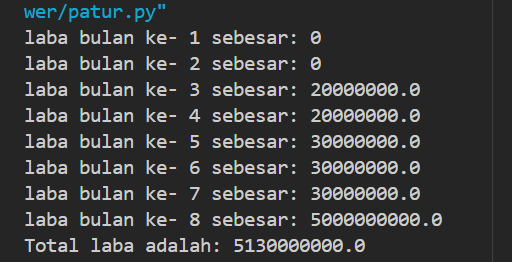 wer/patur.py"
laba bulan ke- 1 sebesar: 0
laba bulan ke- 2 sebesar: 0
laba bulan ke- 3 sebesar: 20000000.0
laba bulan ke- 4 sebesar: 20000000.0
laba bulan ke- 5 sebesar: 30000000.0
laba bulan ke- 6 sebesar: 30000000.0
laba bulan ke- 7 sebesar: 30000000.0
laba bulan ke- 8 sebesar: 5000000000.0
Total laba adalah: 5130000000.0